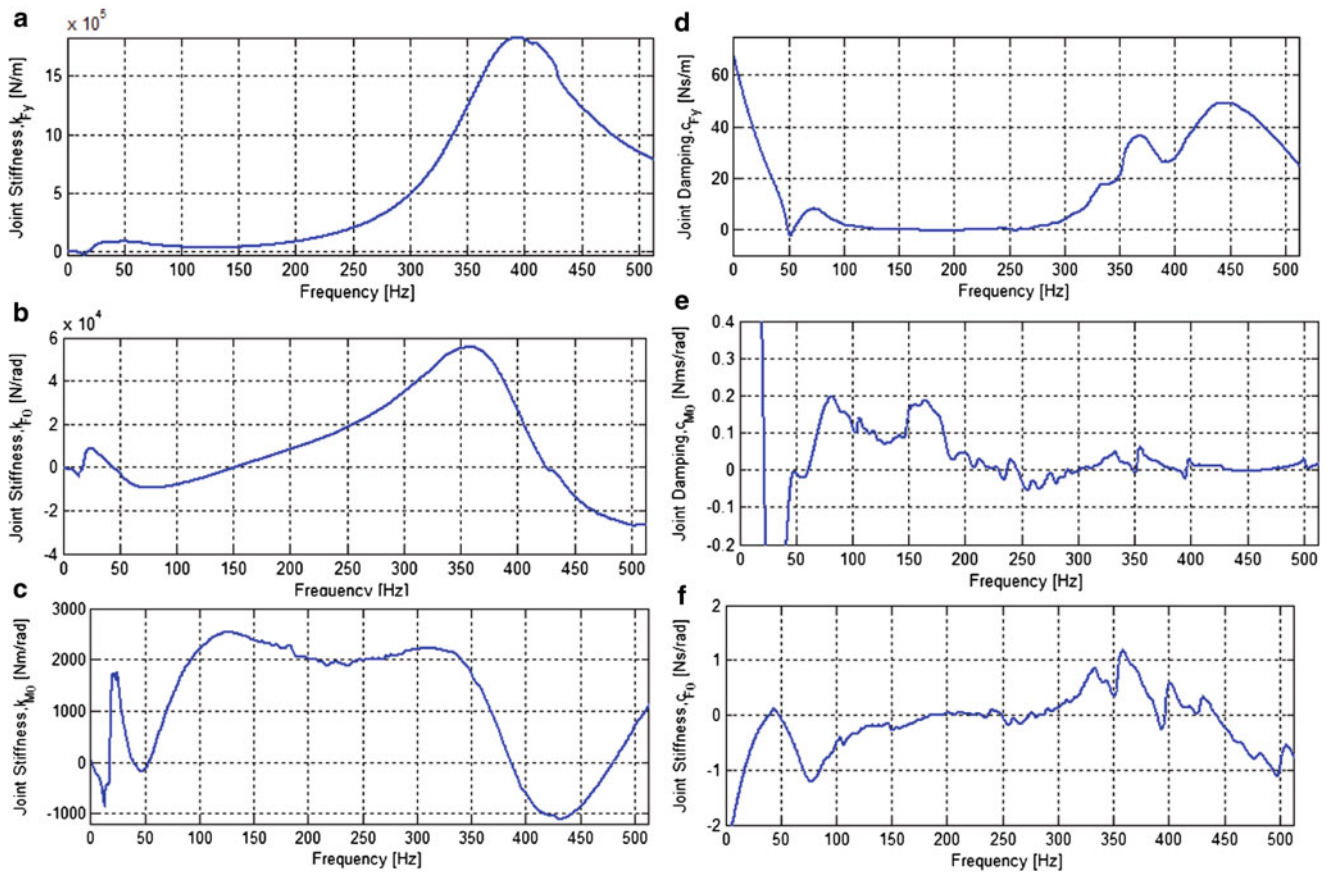 a
x 10^5
15
10
5
0
Joint Stiffness, k_Fy [N/m]
0 50 100 150 200 250 300 350 400 450 500
Frequency [Hz]
b
x 10^4
6
4
2
0
-2
-4
Joint Stiffness, k_Fθ [N/rad]
0 50 100 150 200 250 300 350 400 450 500
Frequency [Hz]
c
3000
2000
1000
0
-1000
Joint Stiffness, k_Mθ [Nm/rad]
0 50 100 150 200 250 300 350 400 450 500
Frequency [Hz]
d
60
40
20
0
Joint Damping, c_Fy [Ns/m]
0 50 100 150 200 250 300 350 400 450 500
Frequency [Hz]
e
0.4
0.3
0.2
0.1
0
-0.1
-0.2
Joint Damping, c_Mθ [Nms/rad]
0 50 100 150 200 250 300 350 400 450 500
Frequency [Hz]
f
2
1
0
-1
-2
Joint Stiffness, c_Fθ [Ns/rad]
0 50 100 150 200 250 300 350 400 450 500
Frequency [Hz]